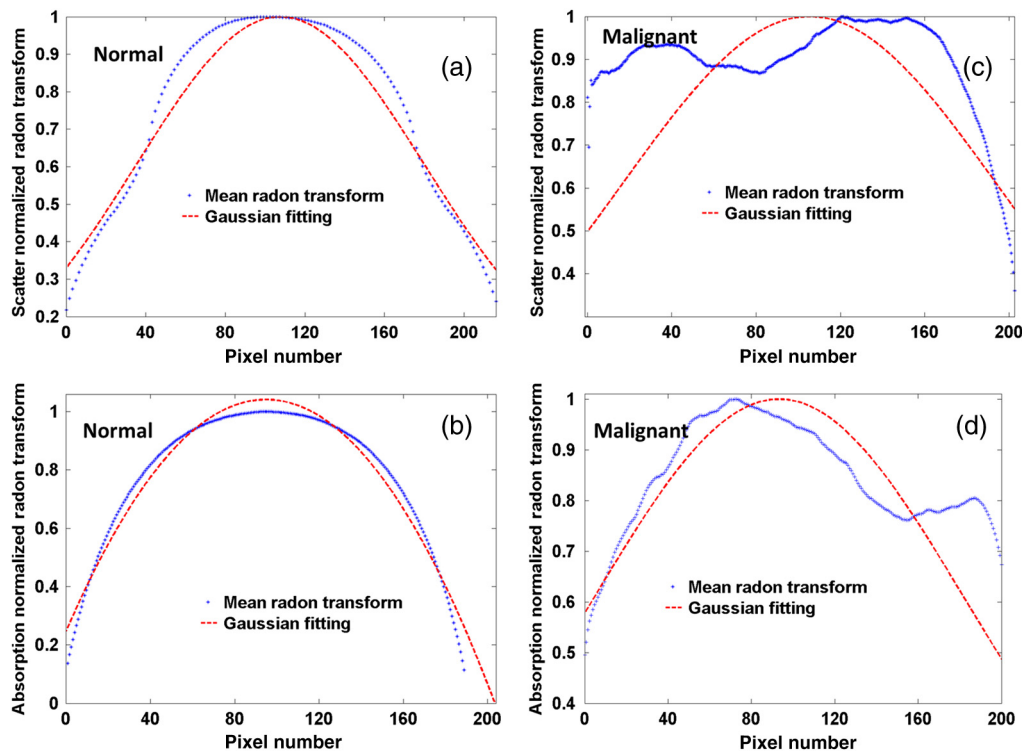 Scatter normalized radon transform
1
0.9
0.8
0.7
0.6
0.5
0.4
0.3
0.2
Normal
(a)
Mean radon transform
Gaussian fitting
0 40 80 120 160 200
Pixel number
Scatter normalized radon transform
1
0.9
0.8
0.7
0.6
0.5
0.4
Malignant
(c)
Mean radon transform
Gaussian fitting
0 40 80 120 160 200
Pixel number
Absorption normalized radon transform
1
0.8
0.6
0.4
0.2
0
Normal
(b)
Mean radon transform
Gaussian fitting
0 40 80 120 160 200
Pixel number
Absorption normalized radon transform
1
0.9
0.8
0.7
0.6
0.5
0.4
Malignant
(d)
Mean radon transform
Gaussian fitting
0 40 80 120 160 200
Pixel number